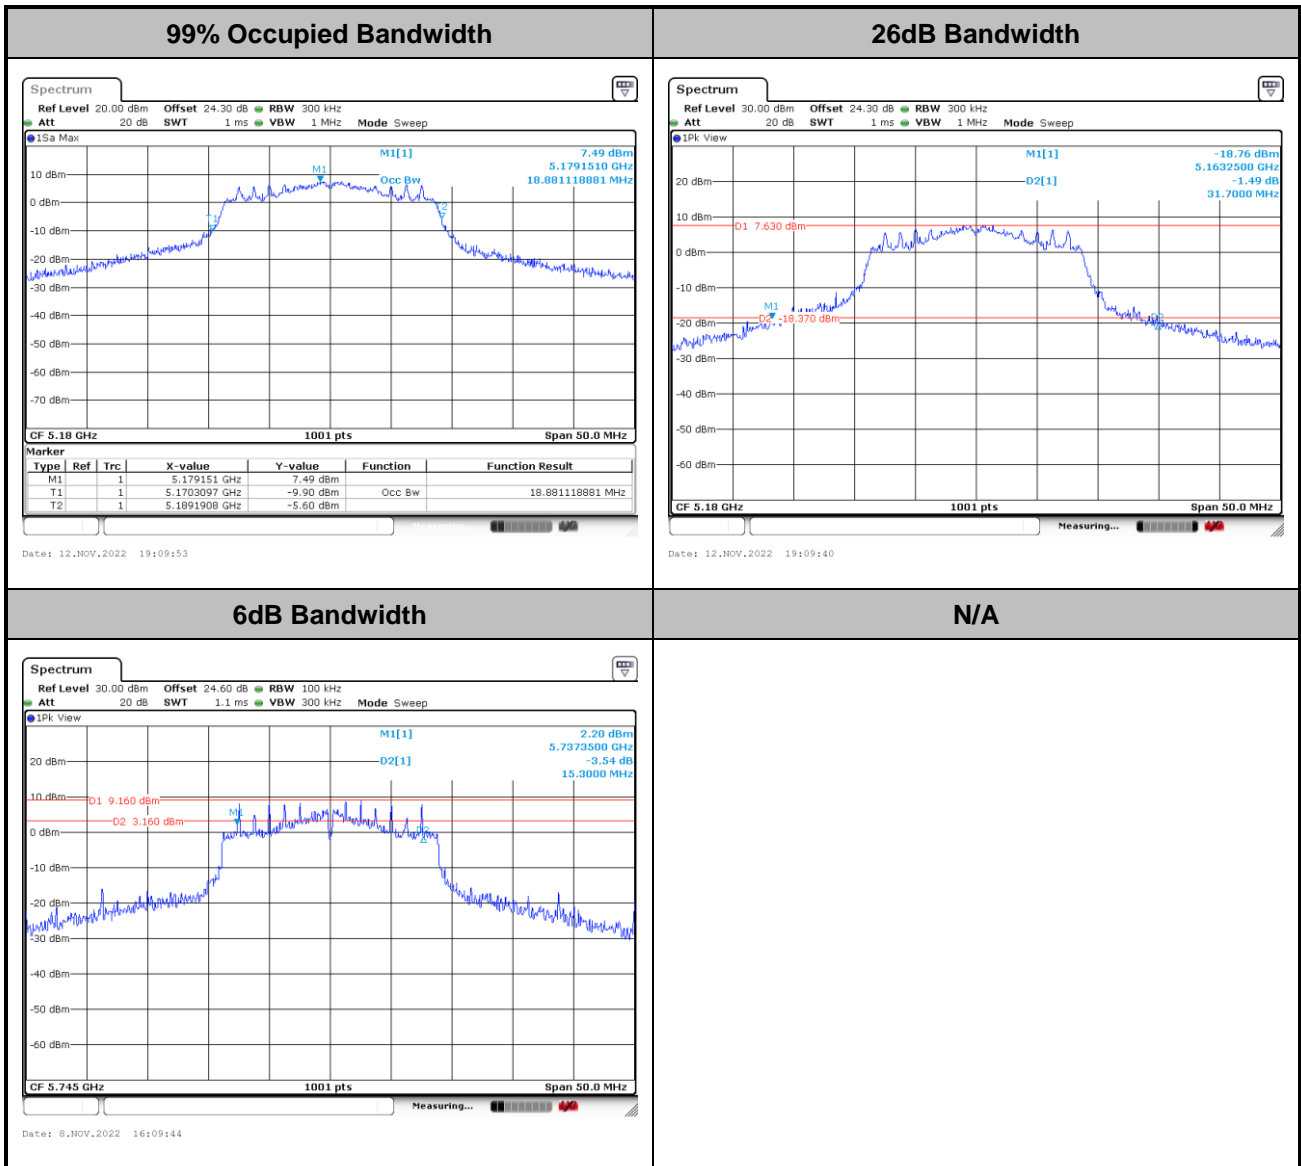 99% Occupied Bandwidth
26dB Bandwidth
Spectrum
Ref Level 20.00 dBm Offset 24.30 dB RBW 300 kHz
Att 20 dB SWT 1 ms VBW 1 MHz Mode Sweep
1Sa Max
M1[1] 7.49 dBm
5.1791510 GHz
Occ Bw 18.881118881 MHz
M1
T1
T2
10 dBm
0 dBm
-10 dBm
-20 dBm
-30 dBm
-40 dBm
-50 dBm
-60 dBm
-70 dBm
CF 5.18 GHz 1001 pts Span 50.0 MHz
Marker
Type Ref Trc X-value Y-value Function Function Result
M1 1 5.179151 GHz 7.49 dBm
T1 1 5.1703097 GHz -9.90 dBm Occ Bw 18.881118881 MHz
T2 1 5.1891908 GHz -5.60 dBm
Measuring...
Date: 12.NOV.2022 19:09:53
Spectrum
Ref Level 30.00 dBm Offset 24.30 dB RBW 300 kHz
Att 20 dB SWT 1 ms VBW 1 MHz Mode Sweep
1Pk View
M1[1] -18.76 dBm
5.1632500 GHz
D2[1] -1.49 dB
31.7000 MHz
20 dBm
10 dBm
D1 7.630 dBm
0 dBm
-10 dBm
M1
D2 -18.370 dBm
D2
-20 dBm
-30 dBm
-40 dBm
-50 dBm
-60 dBm
CF 5.18 GHz 1001 pts Span 50.0 MHz
Measuring...
Date: 12.NOV.2022 19:09:40
6dB Bandwidth
N/A
Spectrum
Ref Level 30.00 dBm Offset 24.60 dB RBW 100 kHz
Att 20 dB SWT 1.1 ms VBW 300 kHz Mode Sweep
1Pk View
M1[1] 2.20 dBm
5.7373500 GHz
D2[1] -3.54 dB
15.3000 MHz
20 dBm
10 dBm
D1 9.160 dBm
M1
D2 3.160 dBm
D2
0 dBm
-10 dBm
-20 dBm
-30 dBm
-40 dBm
-50 dBm
-60 dBm
CF 5.745 GHz 1001 pts Span 50.0 MHz
Measuring...
Date: 8.NOV.2022 16:09:44